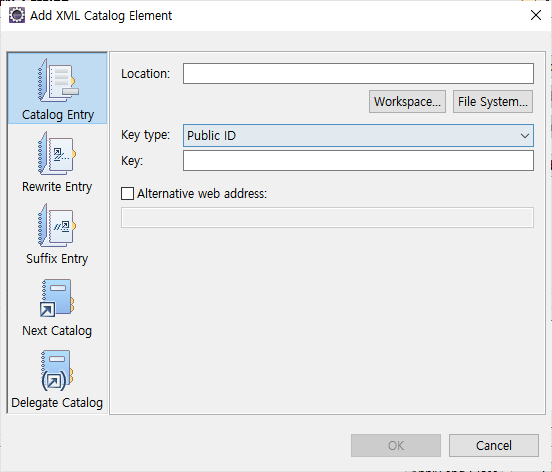 Add XML Catalog Element
Catalog Entry
Rewrite Entry
Suffix Entry
Next Catalog
Delegate Catalog
Location:
Workspace... File System...
Key type: Public ID
Key:
Alternative web address:
OK Cancel